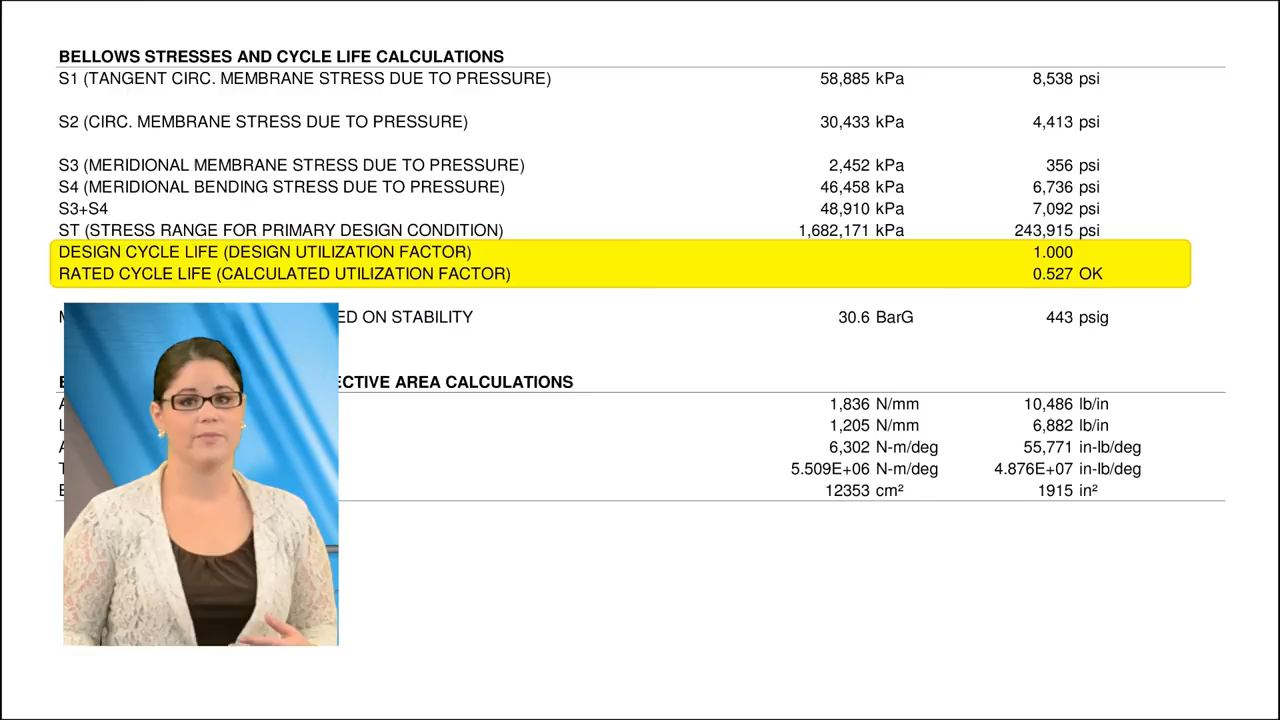 BELLOWS STRESSES AND CYCLE LIFE CALCULATIONS
S1 (TANGENT CIRC. MEMBRANE STRESS DUE TO PRESSURE) 58,885 kPa 8,538 psi
S2 (CIRC. MEMBRANE STRESS DUE TO PRESSURE) 30,433 kPa 4,413 psi
S3 (MERIDIONAL MEMBRANE STRESS DUE TO PRESSURE) 2,452 kPa 356 psi
S4 (MERIDIONAL BENDING STRESS DUE TO PRESSURE) 46,458 kPa 6,736 psi
S3+S4 48,910 kPa 7,092 psi
ST (STRESS RANGE FOR PRIMARY DESIGN CONDITION) 1,682,171 kPa 243,915 psi
DESIGN CYCLE LIFE (DESIGN UTILIZATION FACTOR) 1.000
RATED CYCLE LIFE (CALCULATED UTILIZATION FACTOR) 0.527 OK
ON STABILITY 30.6 BarG 443 psig
AREA CALCULATIONS
1,836 N/mm 10,486 lb/in
1,205 N/mm 6,882 lb/in
6,302 N-m/deg 55,771 in-lb/deg
5.509E+06 N-m/deg 4.876E+07 in-lb/deg
12353 cm² 1915 in²